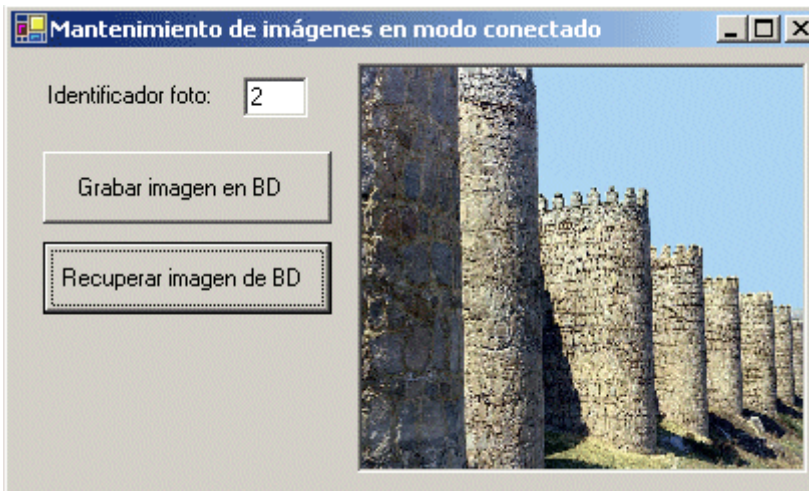 Mantenimiento de imágenes en modo conectado
Identificador foto: 2
Grabar imagen en BD
Recuperar imagen de BD